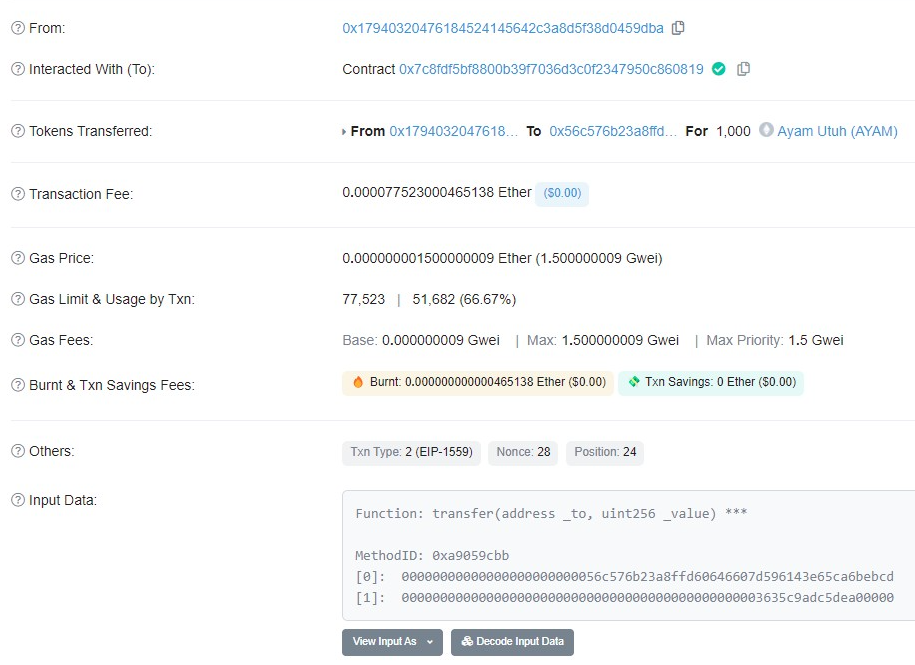 From: 0x17940320476184524145642c3a8d5f38d0459dba
Interacted With (To): Contract 0x7c8fdf5bf8800b39f7036d3c0f2347950c860819
Tokens Transferred: From 0x1794032047618... To 0x56c576b23a8ffd... For 1,000 Ayam Utuh (AYAM)
Transaction Fee: 0.000077523000465138 Ether ($0.00)
Gas Price: 0.000000001500000009 Ether (1.500000009 Gwei)
Gas Limit & Usage by Txn: 77,523 | 51,682 (66.67%)
Gas Fees: Base: 0.000000009 Gwei | Max: 1.500000009 Gwei | Max Priority: 1.5 Gwei
Burnt & Txn Savings Fees: Burnt: 0.000000000000465138 Ether ($0.00) Txn Savings: 0 Ether ($0.00)
Others: Txn Type: 2 (EIP-1559) Nonce: 28 Position: 24
Input Data:
Function: transfer(address _to, uint256 _value) ***
MethodID: 0xa9059cbb
[0]: 00000000000000000000000056c576b23a8ffd60646607d596143e65ca6bebcd
[1]: 00000000000000000000000000000000000000000000003635c9adc5dea00000
View Input As Decode Input Data